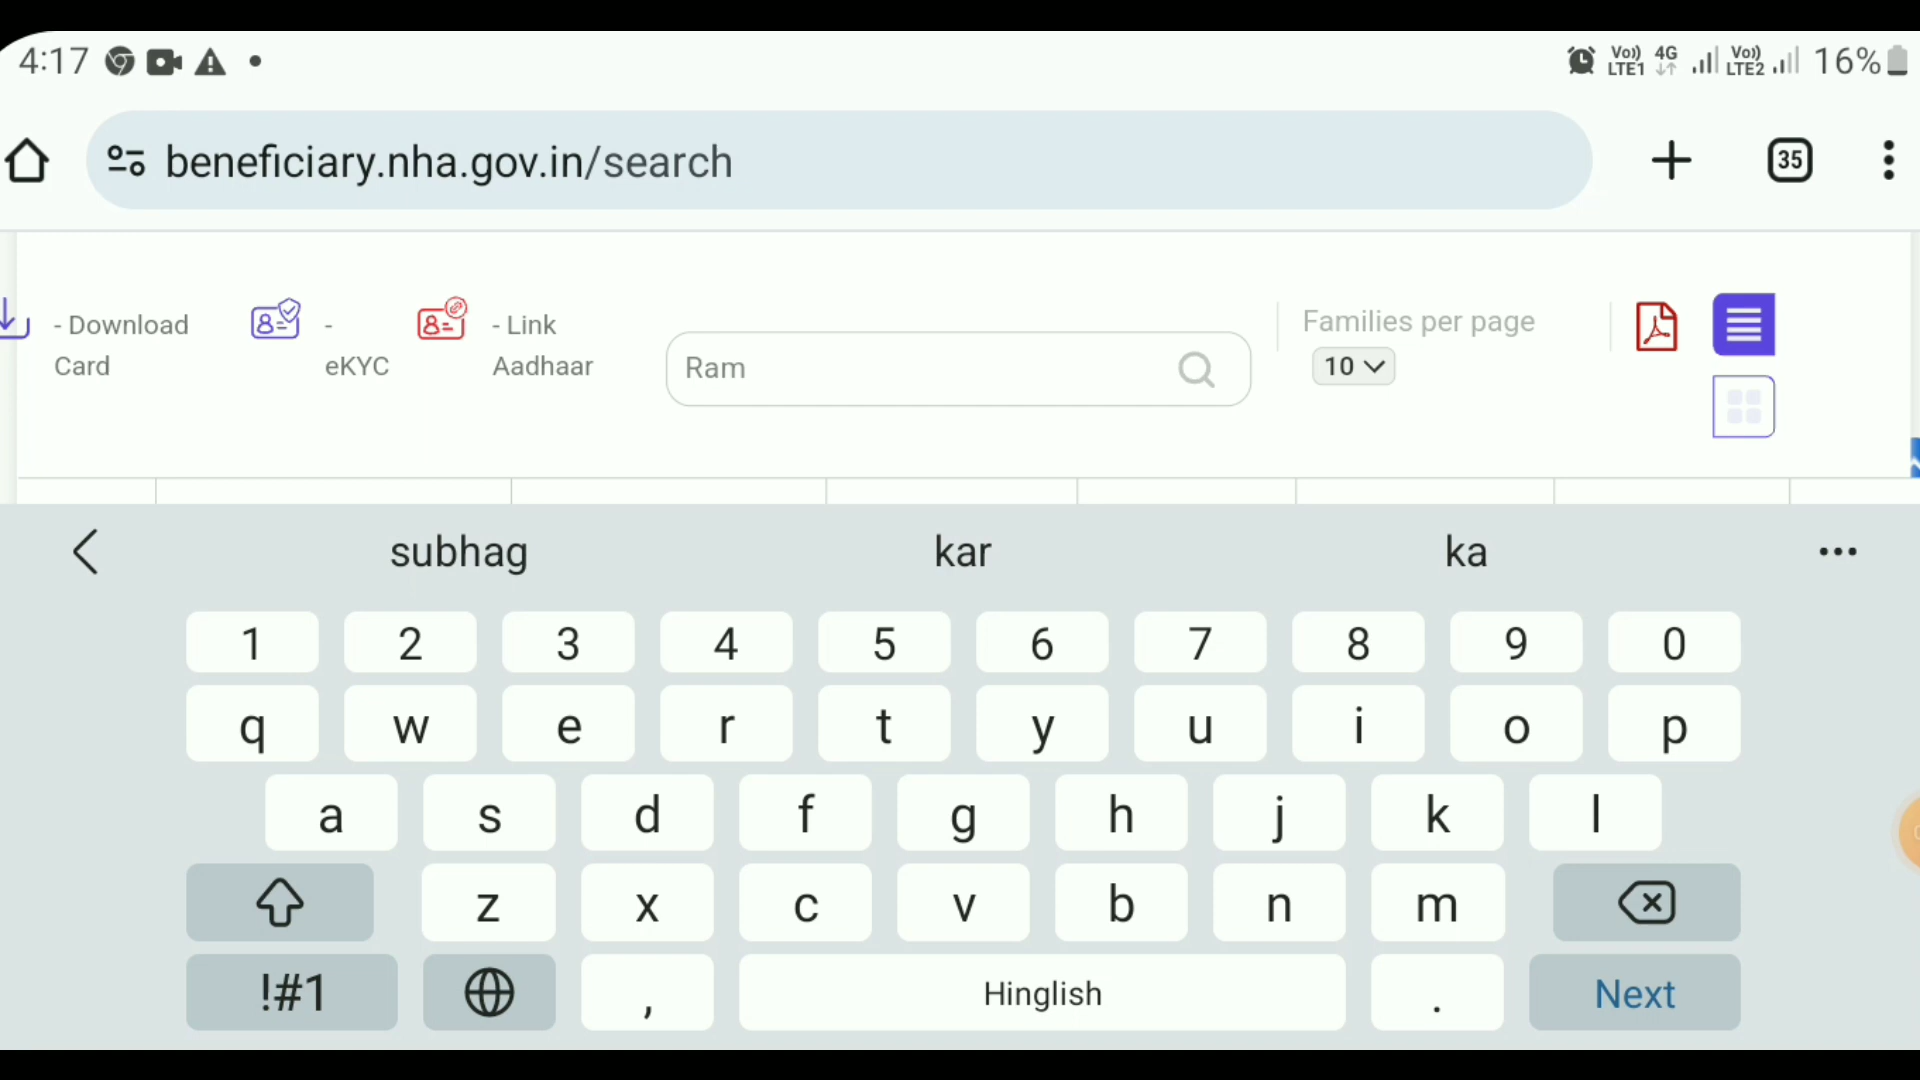 4:17 Vo)) LTE1 4G Vo)) LTE2 16%
beneficiary.nha.gov.in/search 35
- Download Card
- eKYC
- Link Aadhaar
Ram
Families per page
10
subhag kar ka
1 2 3 4 5 6 7 8 9 0
q w e r t y u i o p
a s d f g h j k l
z x c v b n m
!#1 , Hinglish . Next